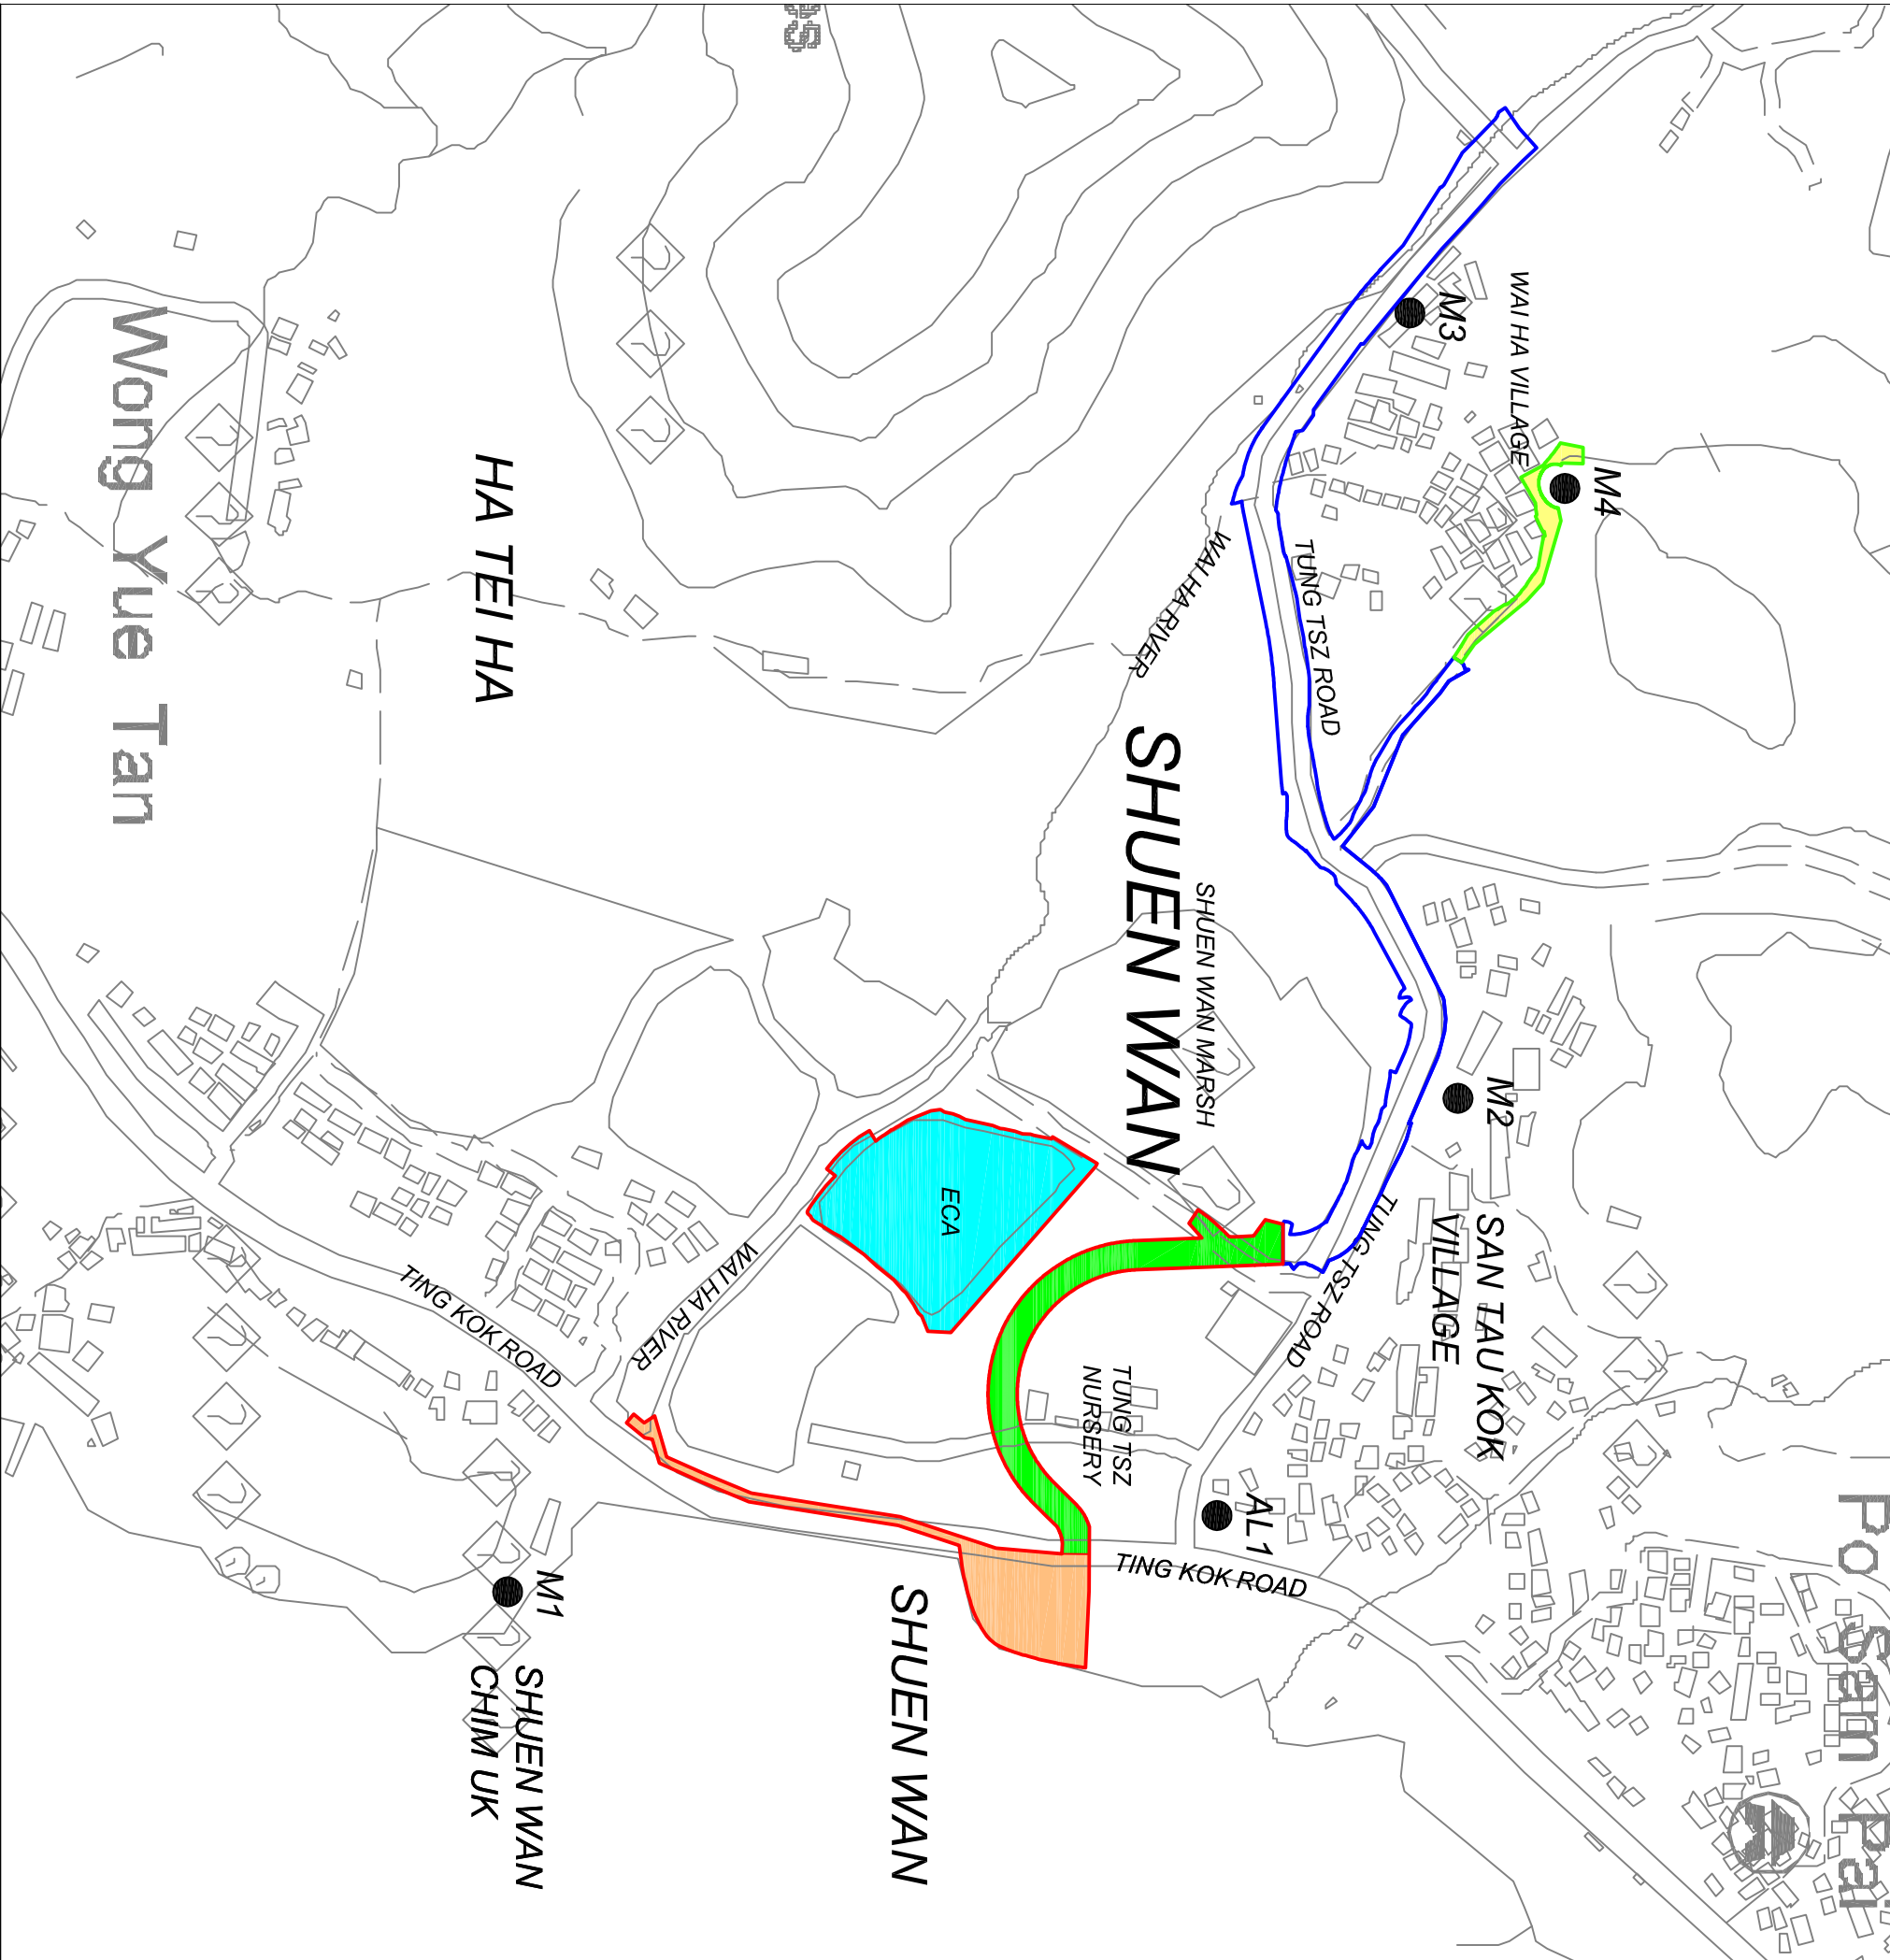 M3
WAI HA VILLAGE
M4
TUNG TSZ ROAD
WAI HA RIVER
Wong Yue Tan
HA TEI HA
SHUEN WAN
SHUEN WAN MARSH
M2
SAN TAU KOK
VILLAGE
TUNG TSZ ROAD
ECA
WAI HA RIVER
TING KOK ROAD
TUNG TSZ
NURSERY
AL1
TING KOK ROAD
Po Sam Pai
M1
SHUEN WAN
CHIM UK
SHUEN WAN